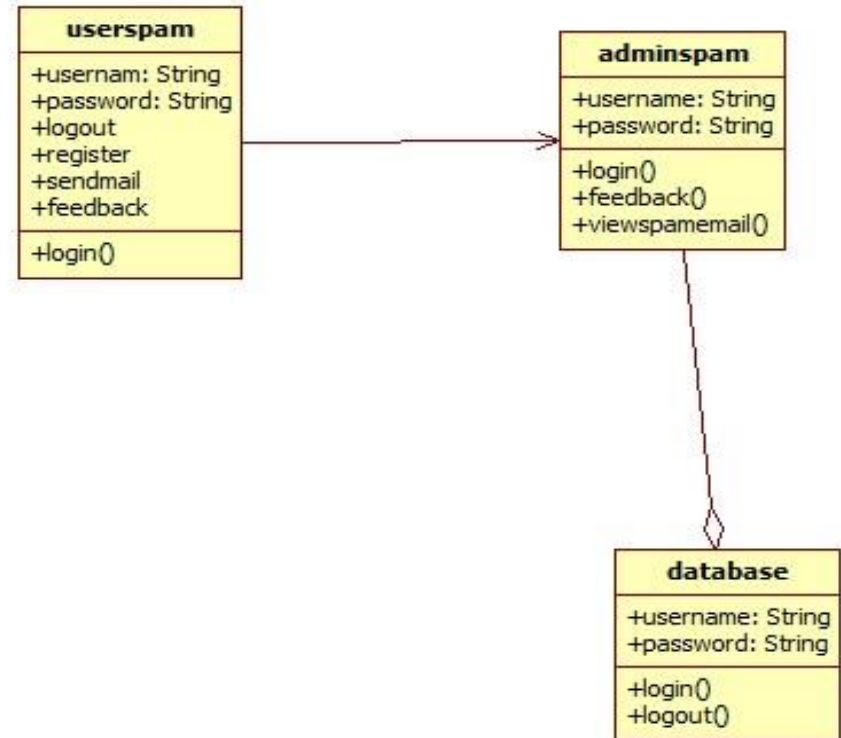 userspam
+usernam: String
+password: String
+logout
+register
+sendmail
+feedback
+login()
adminspam
+username: String
+password: String
+login()
+feedback()
+viewspamemail()
database
+username: String
+password: String
+login()
+logout()